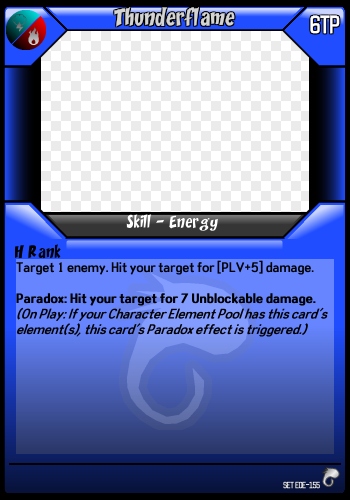 Thunderflame
6TP
Skill - Energy
H Rank
Target 1 enemy. Hit your target for [PLV+5] damage.
Paradox: Hit your target for 7 Unblockable damage.
(On Play: If your Character Element Pool has this card's
element(s), this card's Paradox effect is triggered.)
SET EDE-155